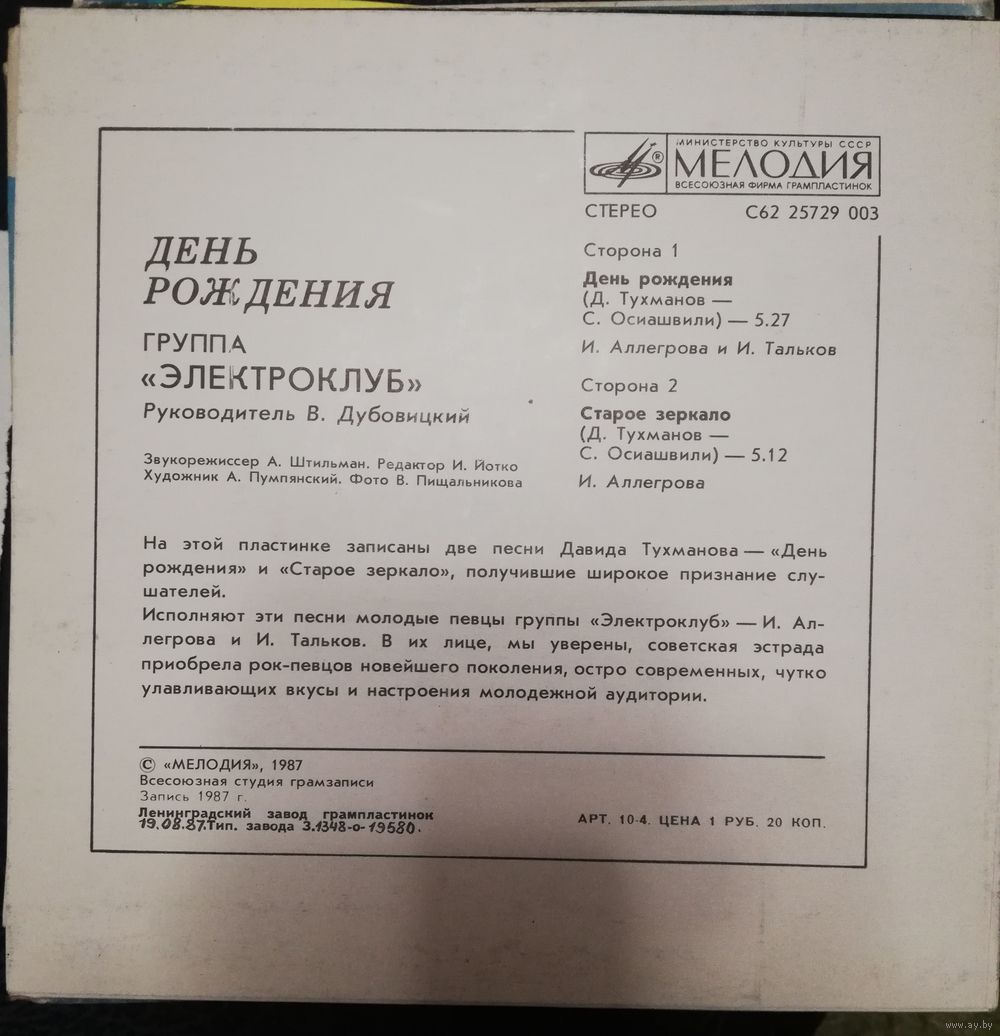 МИНИСТЕРСТВО КУЛЬТУРЫ СССР
МЕЛОДИЯ
®
ВСЕСОЮЗНАЯ ФИРМА ГРАМПЛАСТИНОК
СТЕРЕО С62 25729 003
ДЕНЬ
РОЖДЕНИЯ
ГРУППА
«ЭЛЕКТРОКЛУБ»
Руководитель В. Дубовицкий
Звукорежиссер А. Штильман. Редактор И. Йотко
Художник А. Пумпянский. Фото В. Пищальникова
Сторона 1
День рождения
(Д. Тухманов —
С. Осиашвили) — 5.27
И. Аллегрова и И. Тальков
Сторона 2
Старое зеркало
(Д. Тухманов —
С. Осиашвили) — 5.12
И. Аллегрова
На этой пластинке записаны две песни Давида Тухманова — «День
рождения» и «Старое зеркало», получившие широкое признание слу-
шателей.
Исполняют эти песни молодые певцы группы «Электроклуб» — И. Ал-
легрова и И. Тальков. В их лице, мы уверены, советская эстрада
приобрела рок-певцов новейшего поколения, остро современных, чутко
улавливающих вкусы и настроения молодежной аудитории.
© «МЕЛОДИЯ», 1987
Всесоюзная студия грамзаписи
Запись 1987 г.
Ленинградский завод грампластинок
19.08.87.Тип. завода З.1348-о-19580.
АРТ. 10-4. ЦЕНА 1 РУБ. 20 КОП.
www.ay.by